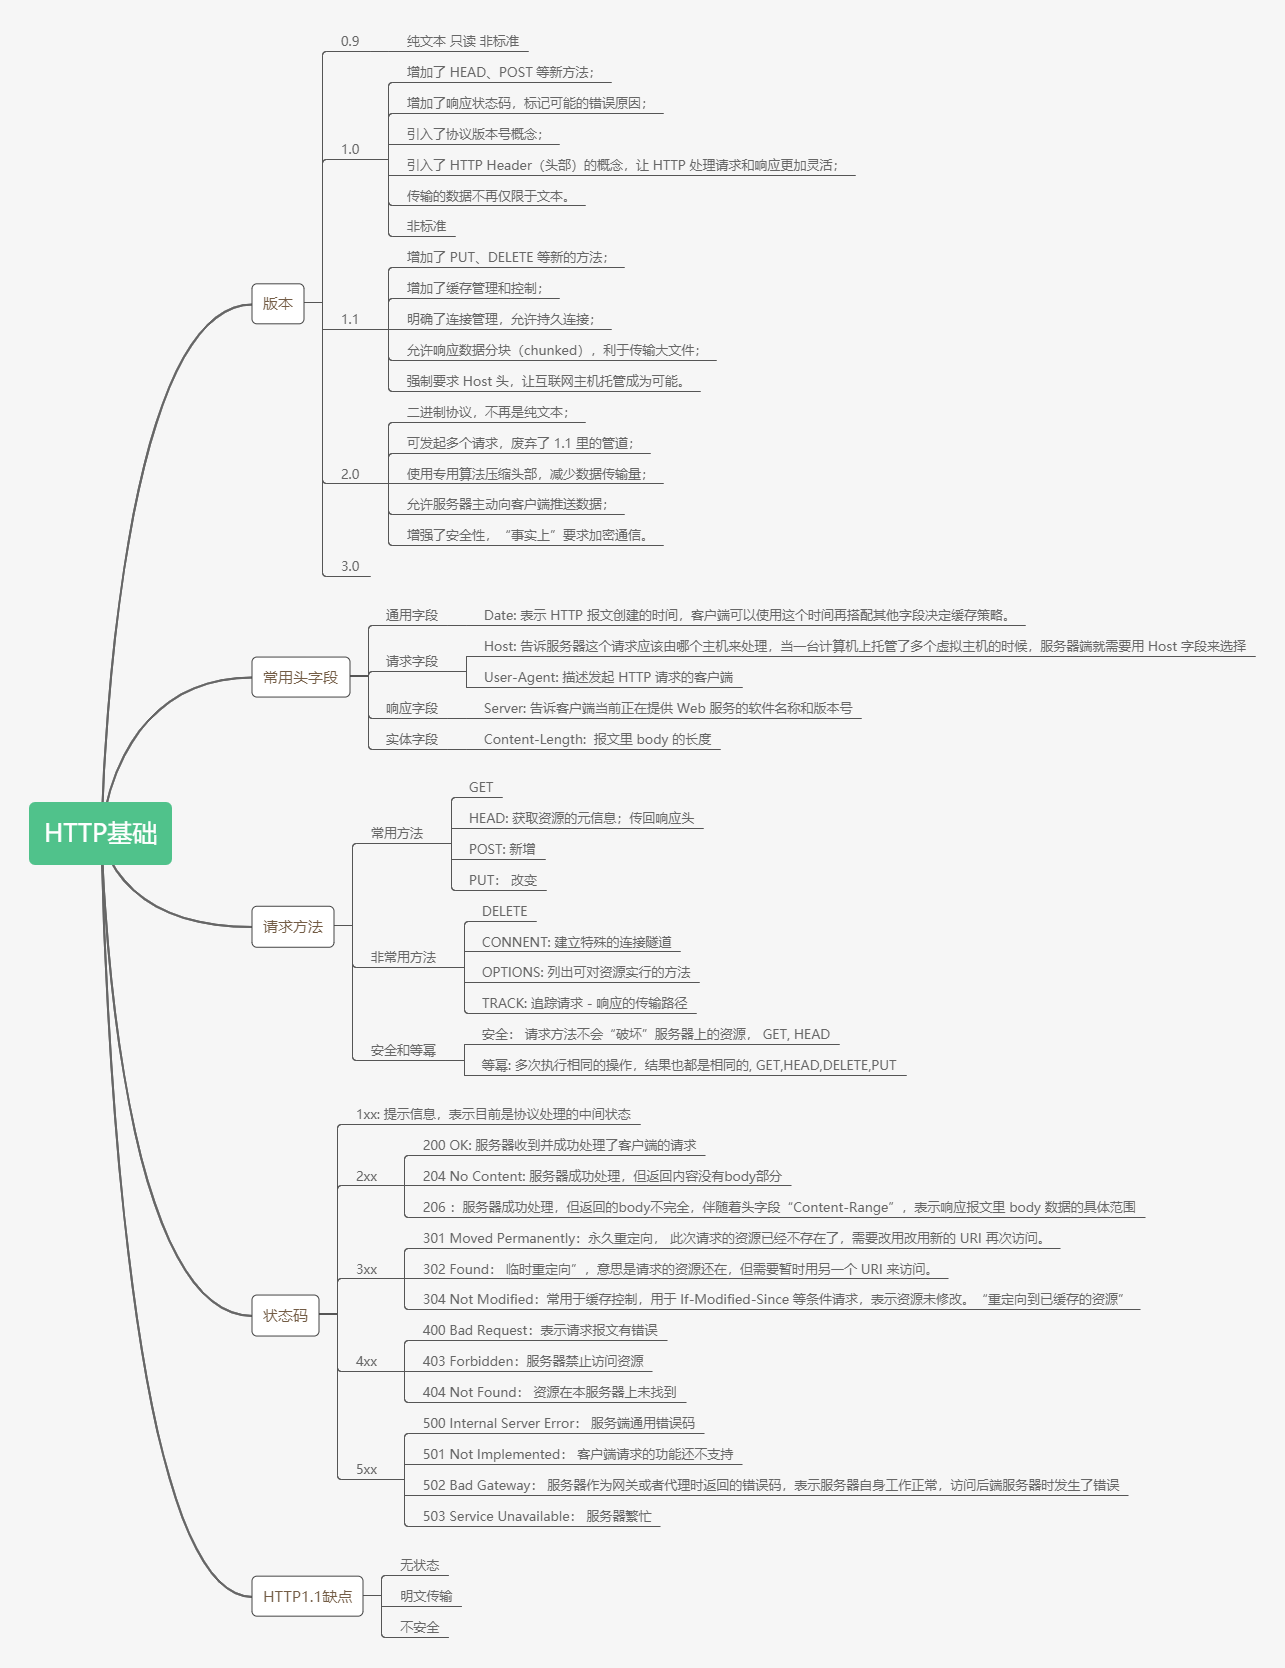 HTTP基础
版本
0.9
纯文本 只读 非标准
1.0
增加了 HEAD、POST 等新方法；
增加了响应状态码，标记可能的错误原因；
引入了协议版本号概念；
引入了 HTTP Header（头部）的概念，让 HTTP 处理请求和响应更加灵活；
传输的数据不再仅限于文本。
非标准
1.1
增加了 PUT、DELETE 等新的方法；
增加了缓存管理和控制；
明确了连接管理，允许持久连接；
允许响应数据分块（chunked），利于传输大文件；
强制要求 Host 头，让互联网主机托管成为可能。
2.0
二进制协议，不再是纯文本；
可发起多个请求，废弃了 1.1 里的管道；
使用专用算法压缩头部，减少数据传输量；
允许服务器主动向客户端推送数据；
增强了安全性，“事实上”要求加密通信。
3.0
常用头字段
通用字段
Date: 表示 HTTP 报文创建的时间，客户端可以使用这个时间再搭配其他字段决定缓存策略。
请求字段
Host: 告诉服务器这个请求应该由哪个主机来处理，当一台计算机上托管了多个虚拟主机的时候，服务器端就需要用 Host 字段来选择
User-Agent: 描述发起 HTTP 请求的客户端
响应字段
Server: 告诉客户端当前正在提供 Web 服务的软件名称和版本号
实体字段
Content-Length: 报文里 body 的长度
请求方法
常用方法
GET
HEAD: 获取资源的元信息；传回响应头
POST: 新增
PUT： 改变
非常用方法
DELETE
CONNENT: 建立特殊的连接隧道
OPTIONS: 列出可对资源实行的方法
TRACK: 追踪请求 - 响应的传输路径
安全和等幂
安全： 请求方法不会“破坏”服务器上的资源， GET, HEAD
等幂: 多次执行相同的操作，结果也都是相同的, GET,HEAD,DELETE,PUT
状态码
1xx: 提示信息，表示目前是协议处理的中间状态
2xx
200 OK: 服务器收到并成功处理了客户端的请求
204 No Content: 服务器成功处理，但返回内容没有body部分
206： 服务器成功处理，但返回的body不完全，伴随着头字段“Content-Range”，表示响应报文里 body 数据的具体范围
3xx
301 Moved Permanently：永久重定向， 此次请求的资源已经不存在了，需要改用改用新的 URI 再次访问。
302 Found： 临时重定向”，意思是请求的资源还在，但需要暂时用另一个 URI 来访问。
304 Not Modified：常用于缓存控制，用于 If-Modified-Since 等条件请求，表示资源未修改。“重定向到已缓存的资源”
4xx
400 Bad Request：表示请求报文有错误
403 Forbidden：服务器禁止访问资源
404 Not Found： 资源在本服务器上未找到
5xx
500 Internal Server Error： 服务端通用错误码
501 Not Implemented： 客户端请求的功能还不支持
502 Bad Gateway： 服务器作为网关或者代理时返回的错误码，表示服务器自身工作正常，访问后端服务器时发生了错误
503 Service Unavailable： 服务器繁忙
HTTP1.1缺点
无状态
明文传输
不安全